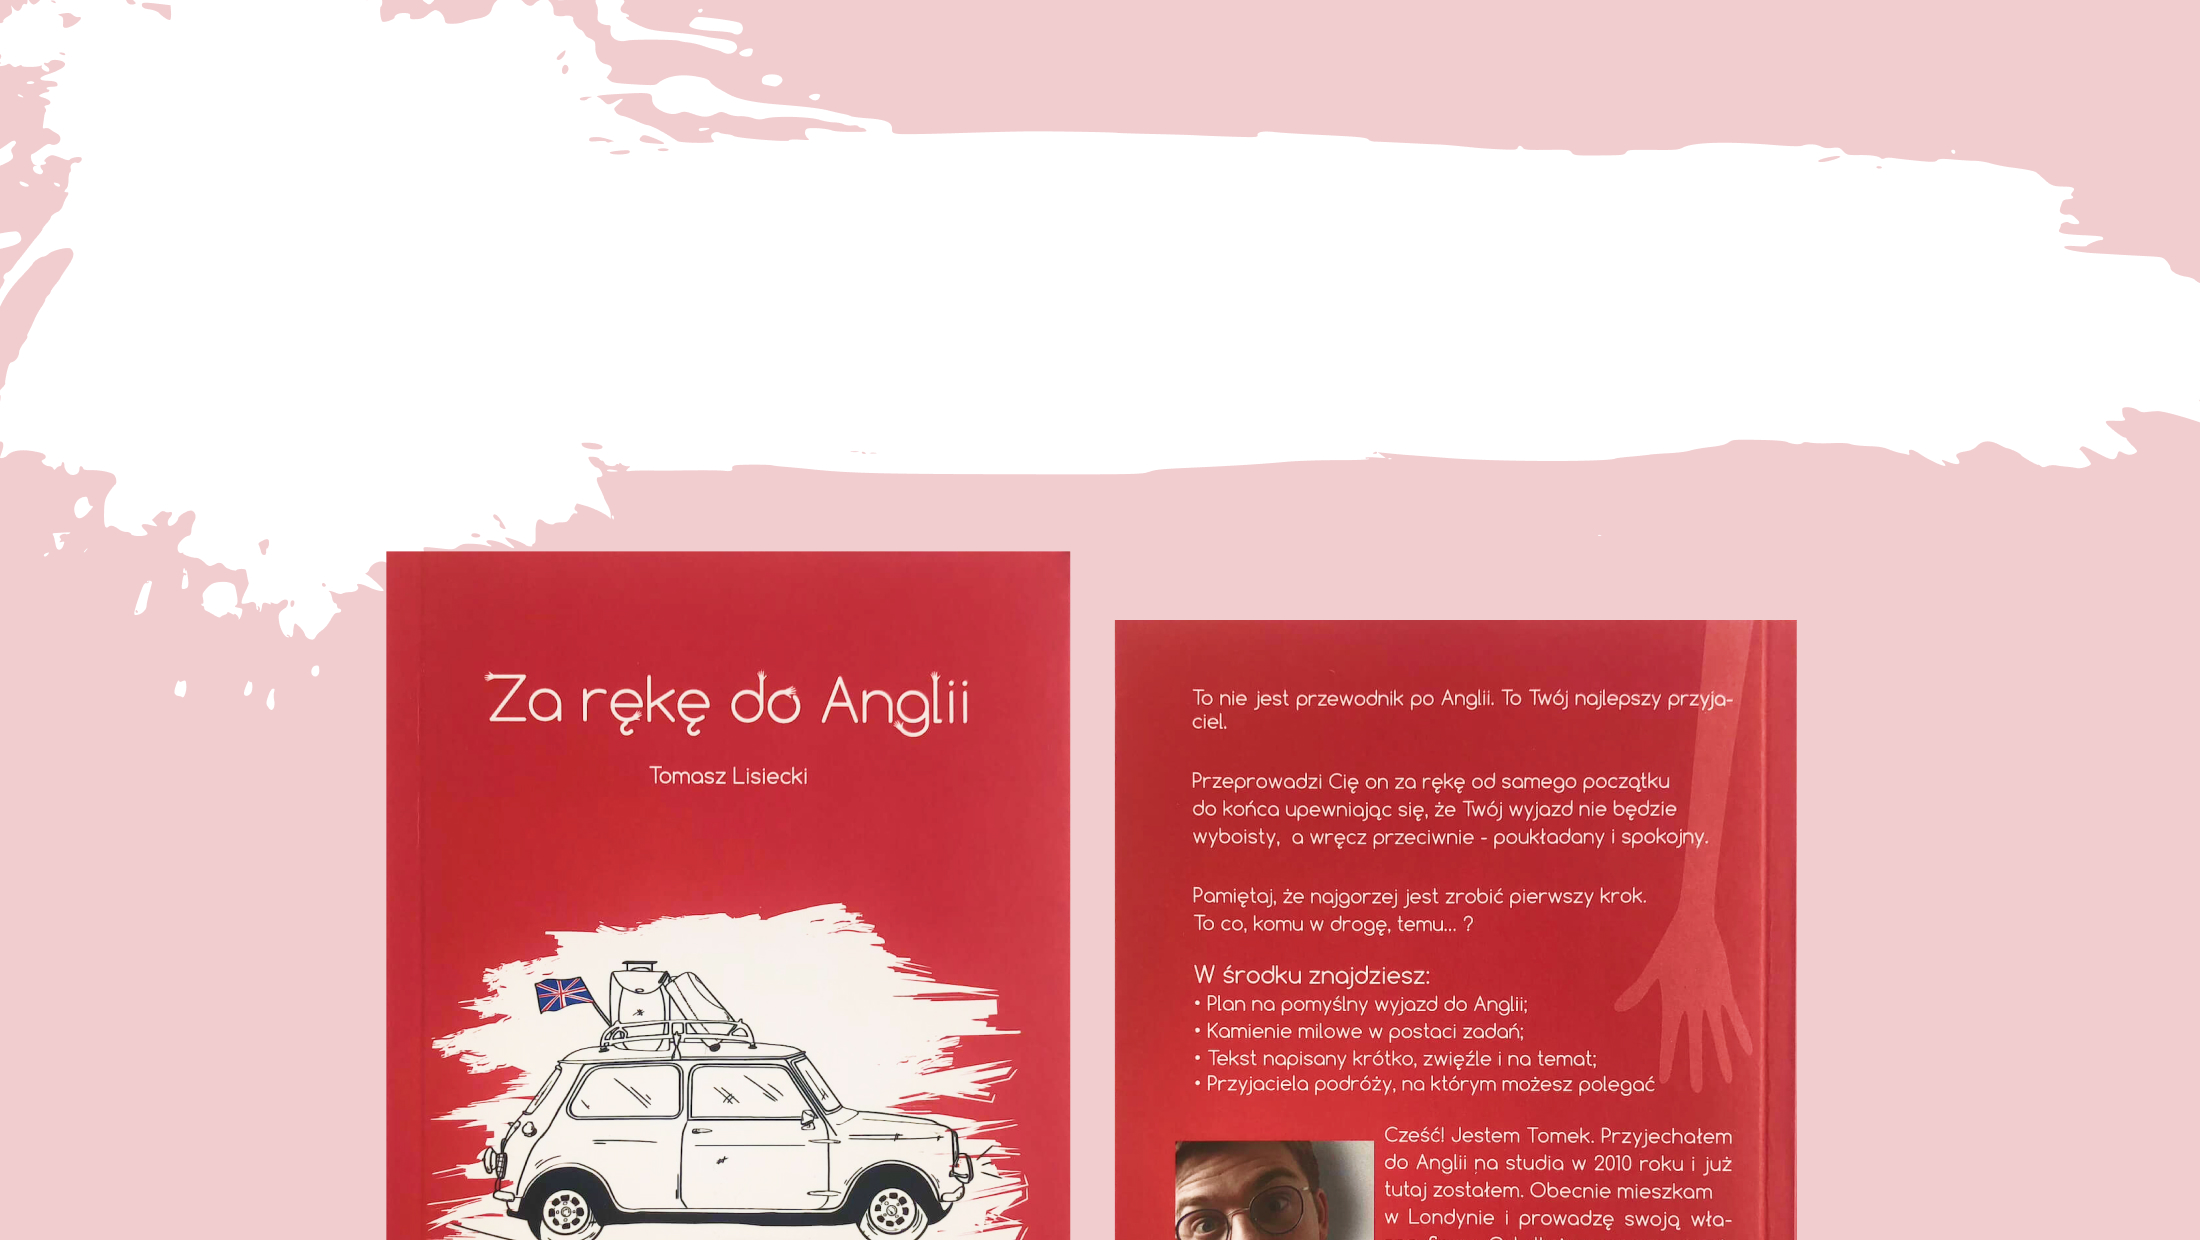 Za rękę do Anglii
Tomasz Lisiecki
To nie jest przewodnik po Anglii. To Twój najlepszy przyja-
ciel.
Przeprowadzi Cię on za rękę od samego początku
do końca upewniając się, że Twój wyjazd nie będzie
wyboisty, a wręcz przeciwnie - poukładany i spokojny.
Pamiętaj, że najgorzej jest zrobić pierwszy krok.
To co, komu w drogę, temu... ?
W środku znajdziesz:
• Plan na pomyślny wyjazd do Anglii;
• Kamienie milowe w postaci zadań;
• Tekst napisany krótko, zwięźle i na temat;
• Przyjaciela podróży, na którym możesz polegać
Cześć! Jestem Tomek. Przyjechałem
do Anglii na studia w 2010 roku i już
tutaj zostałem. Obecnie mieszkam
w Londynie i prowadzę swoją wła-